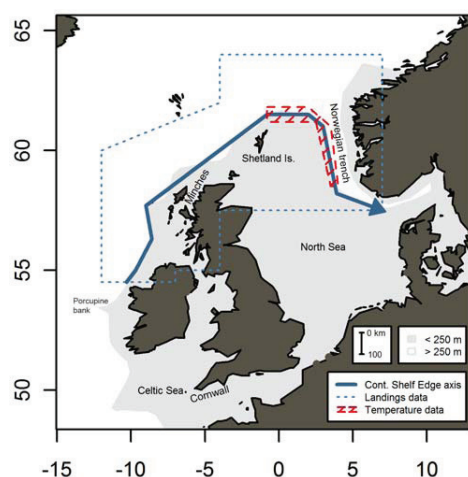 65
60
55
50
-15
-10
-5
0
5
10
Norwegian trench
Shetland Is.
Minches
North Sea
Porcupine
bank
Celtic Sea
Cornwall
0 km
100
< 250 m
> 250 m
Cont. Shelf Edge axis
Landings data
Temperature data